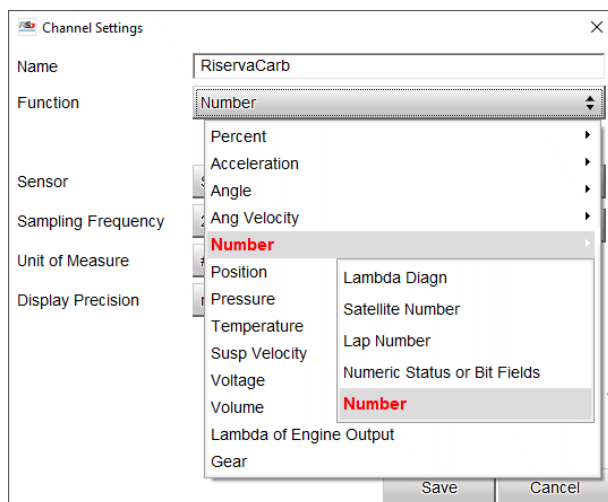 Channel Settings
Name
RiservaCarb
Function
Number
Percent
Acceleration
Sensor
Angle
Sampling Frequency
Ang Velocity
Number
Unit of Measure
Position
Lambda Diagn
Display Precision
Pressure
Satellite Number
Temperature
Lap Number
Susp Velocity
Numeric Status or Bit Fields
Voltage
Number
Volume
Lambda of Engine Output
Gear
Save
Cancel